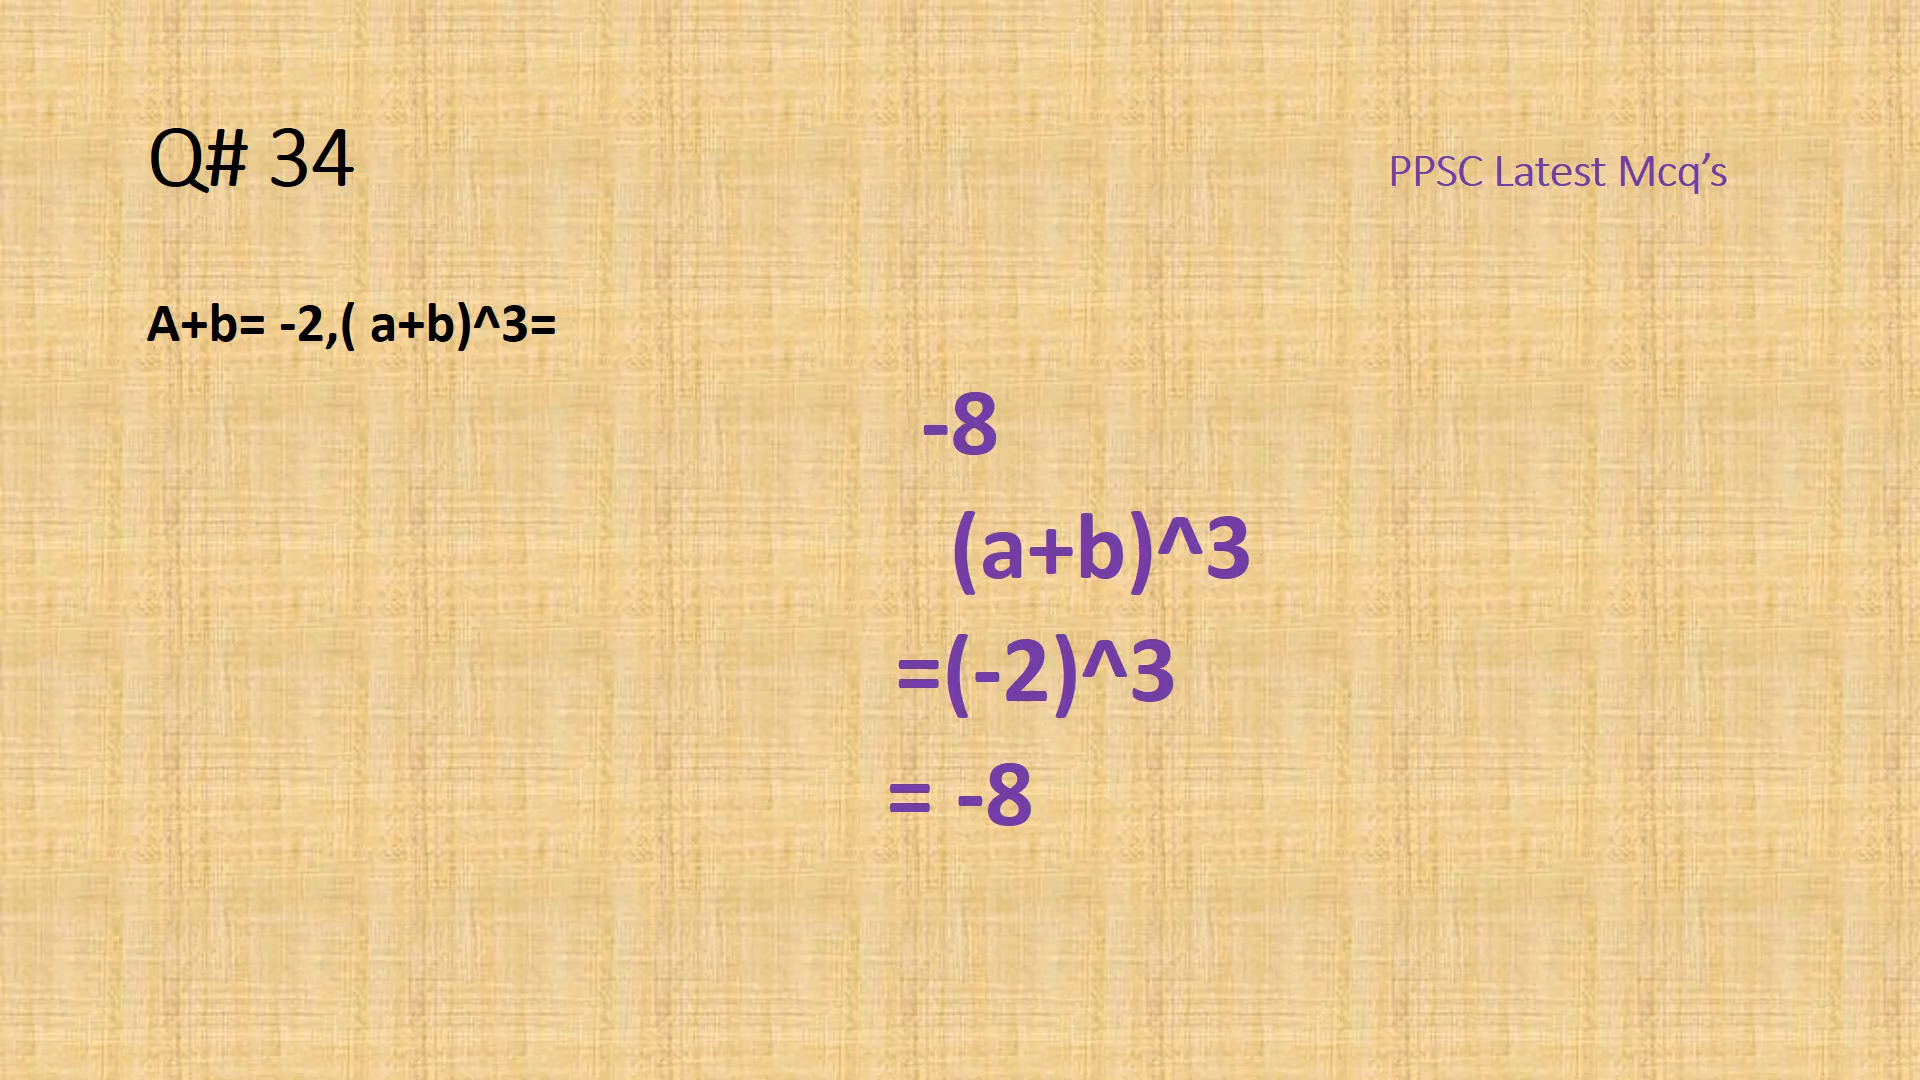 Q# 34
PPSC Latest Mcq’s
A+b= -2,( a+b)^3=
-8
(a+b)^3
=(-2)^3
= -8